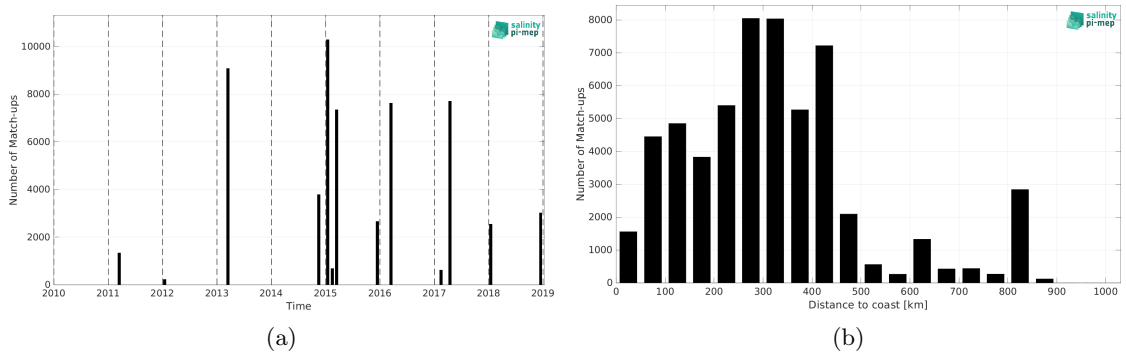 salinity
pi-mep
10000
8000
6000
4000
2000
0
Number of Match-ups
2010 2011 2012 2013 2014 2015 2016 2017 2018 2019
Time
(a)
salinity
pi-mep
8000
7000
6000
5000
4000
3000
2000
1000
0
Number of Match-ups
0 100 200 300 400 500 600 700 800 900 1000
Distance to coast [km]
(b)